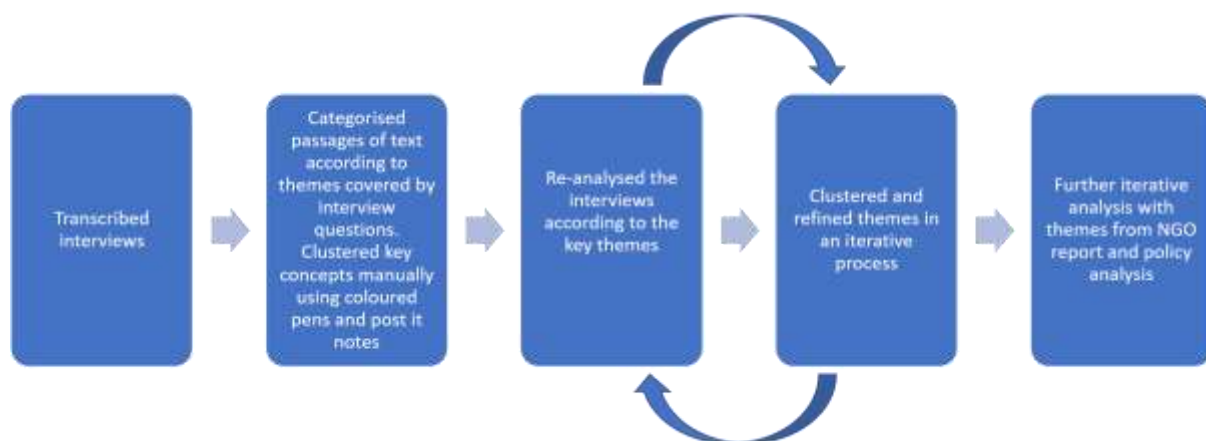 Transcribed
interviews
Categorised
passages of text
according to
themes covered by
interview
questions.
Clustered key
concepts manually
using coloured
pens and post it
notes
Re-analysed the
interviews
according to the
key themes
Clustered and
refined themes in
an iterative
process
Further iterative
analysis with
themes from NGO
report and policy
analysis